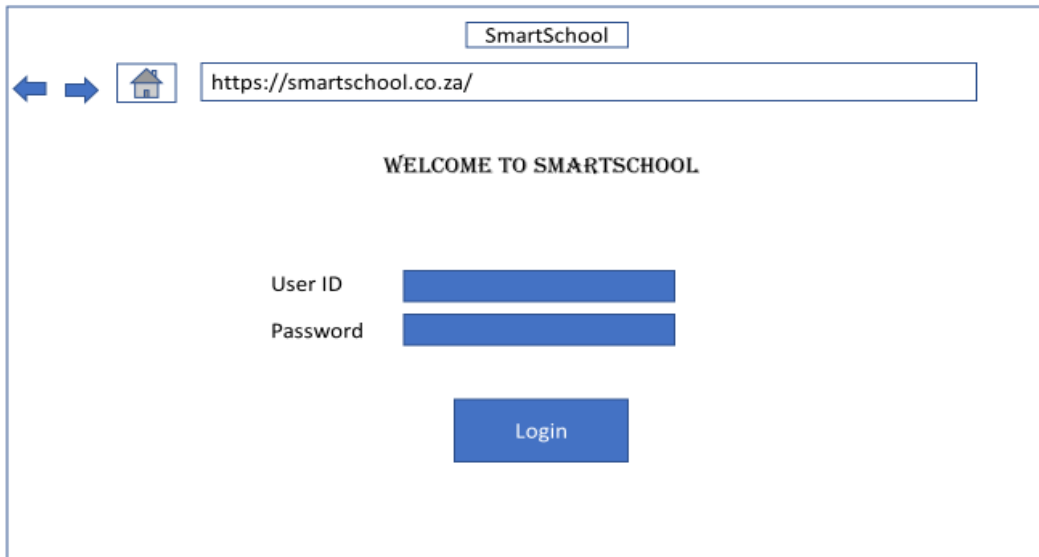 SmartSchool
https://smartschool.co.za/
WELCOME TO SMARTSCHOOL
User ID
Password
Login